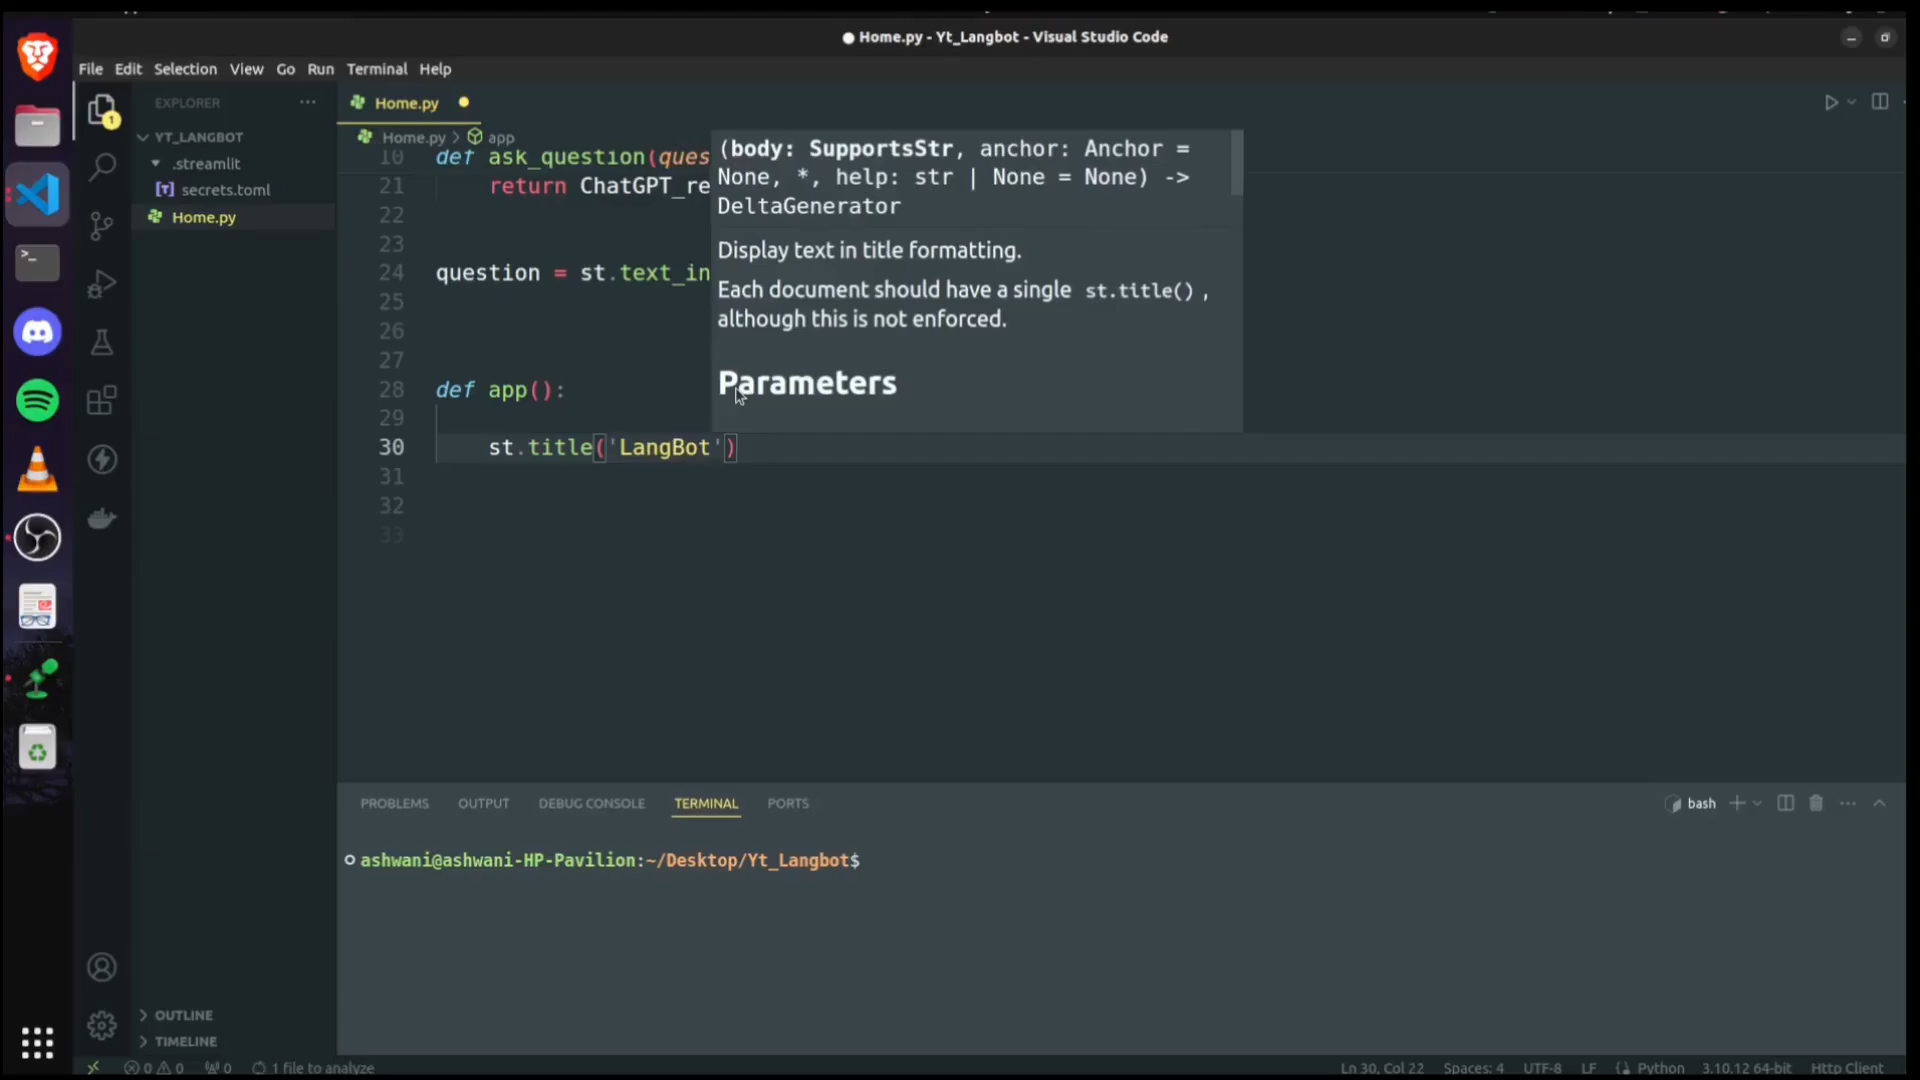 Home.py - Yt_Langbot - Visual Studio Code
File Edit Selection View Go Run Terminal Help
EXPLORER
YT_LANGBOT
.streamlit
secrets.toml
Home.py
1
Home.py
Home.py > app
10 def ask_question(ques
21 return ChatGPT_re
22
23
24 question = st.text_in
25
26
27
28 def app():
29
30 st.title('LangBot')
31
32
33
(body: SupportsStr, anchor: Anchor =
None, *, help: str | None = None) ->
DeltaGenerator
Display text in title formatting.
Each document should have a single st.title(),
although this is not enforced.
Parameters
PROBLEMS OUTPUT DEBUG CONSOLE TERMINAL PORTS
bash
ashwani@ashwani-HP-Pavilion:~/Desktop/Yt_Langbot$
OUTLINE
TIMELINE
0 0 0 1 file to analyze
Ln 30, Col 22 Spaces: 4 UTF-8 LF Python 3.10.12 64-bit Http Client